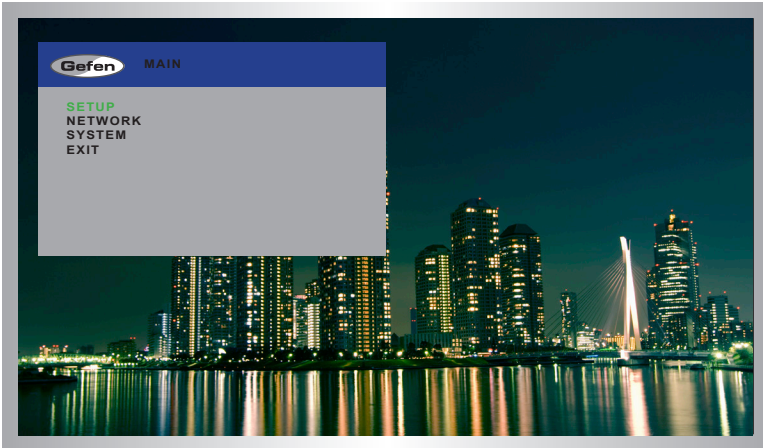 Gefen
MAIN
SETUP
NETWORK
SYSTEM
EXIT